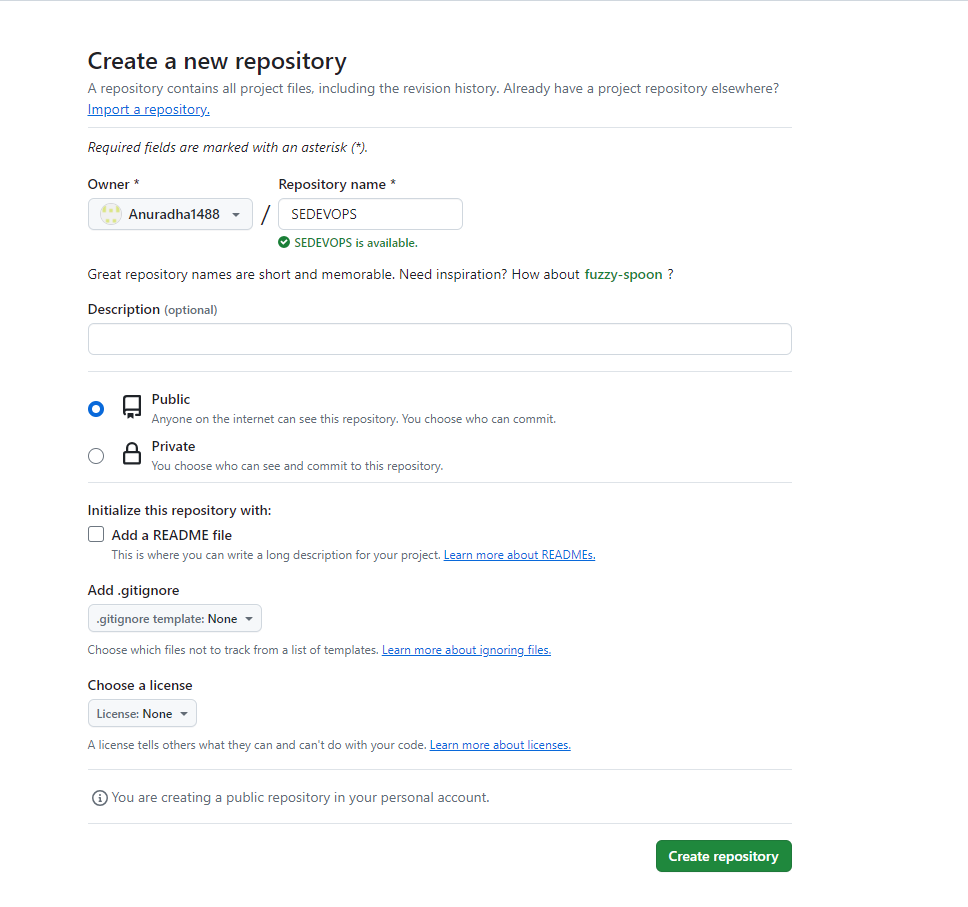 Create a new repository
A repository contains all project files, including the revision history. Already have a project repository elsewhere?
Import a repository.
Required fields are marked with an asterisk (*).
Owner * Repository name *
Anuradha1488 / SEDEVOPS
SEDEVOPS is available.
Great repository names are short and memorable. Need inspiration? How about fuzzy-spoon ?
Description (optional)
Public
Anyone on the internet can see this repository. You choose who can commit.
Private
You choose who can see and commit to this repository.
Initialize this repository with:
Add a README file
This is where you can write a long description for your project. Learn more about READMEs.
Add .gitignore
.gitignore template: None
Choose which files not to track from a list of templates. Learn more about ignoring files.
Choose a license
License: None
A license tells others what they can and can't do with your code. Learn more about licenses.
You are creating a public repository in your personal account.
Create repository